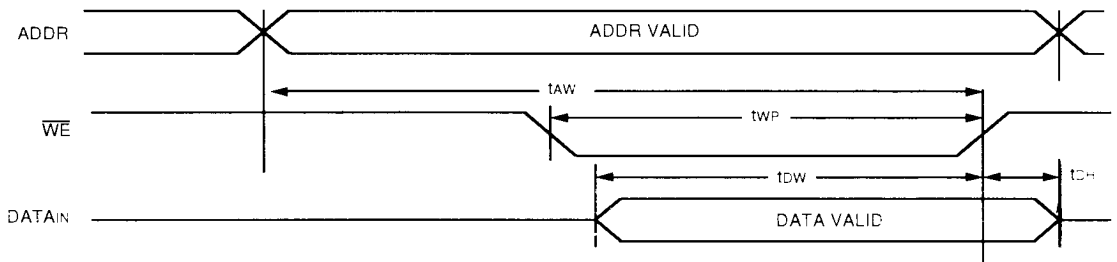 ADDR
ADDR VALID
tAW
WE
tWP
tDW
tDH
DATAIN
DATA VALID